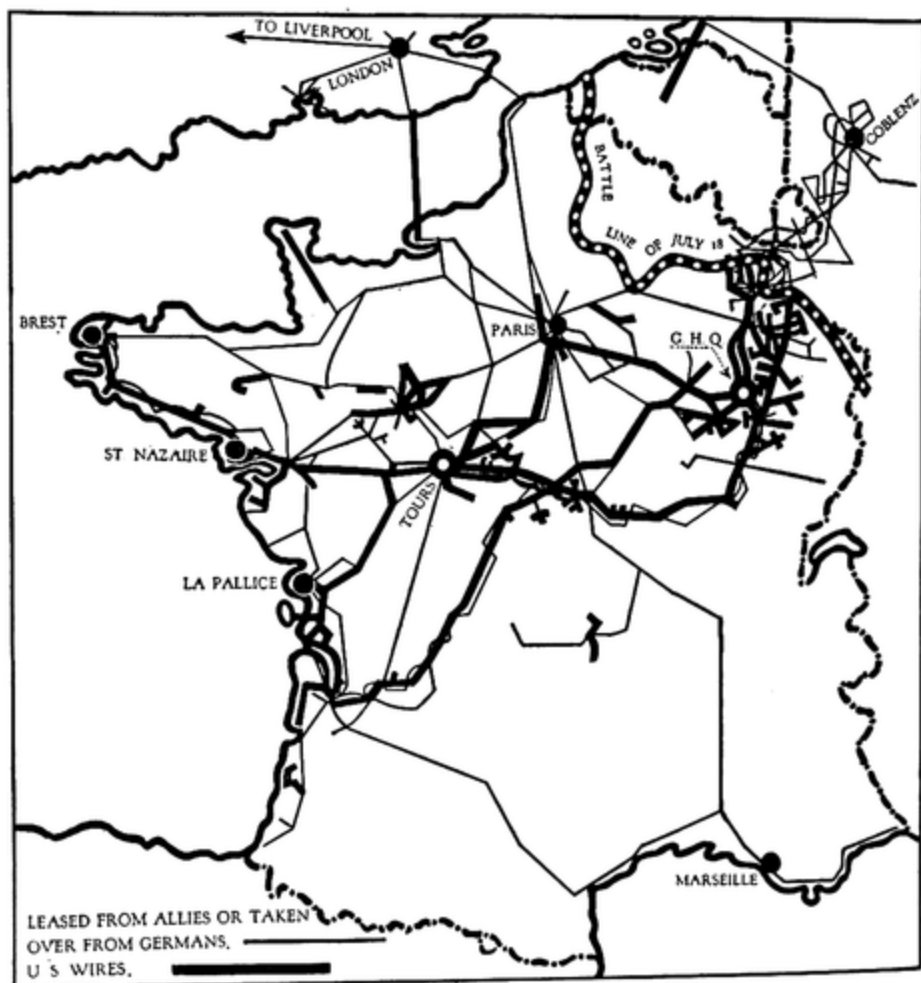 TO LIVERPOOL
LONDON
COBLENZ
BATTLE
LINE OF JULY 18
BREST
PARIS
G.H.Q.
ST NAZAIRE
TOURS
LA PALLICE
MARSEILLE
LEASED FROM ALLIES OR TAKEN
OVER FROM GERMANS.
U S WIRES.